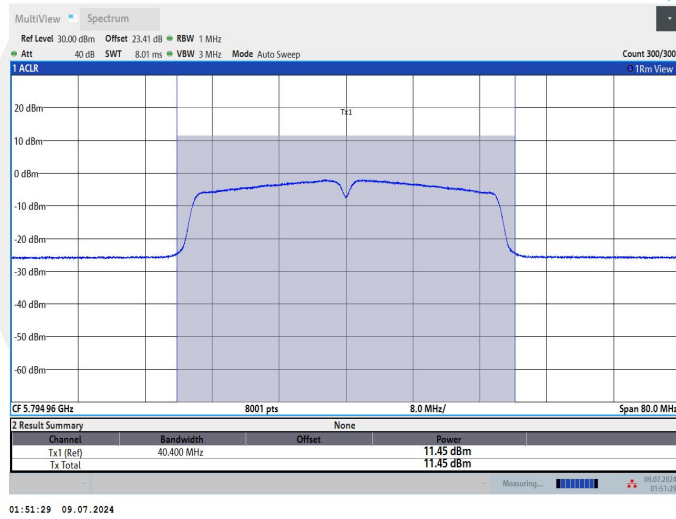 MultiView Spectrum
Ref Level 30.00 dBm Offset 23.41 dB RBW 1 MHz
Att 40 dB SWT 8.01 ms VBW 3 MHz Mode Auto Sweep Count 300/300
1 ACLR 1Rm View
Tx1
20 dBm
10 dBm
0 dBm
-10 dBm
-20 dBm
-30 dBm
-40 dBm
-50 dBm
-60 dBm
CF 5.794 96 GHz 8001 pts 8.0 MHz/ Span 80.0 MHz
2 Result Summary None
Channel Bandwidth Offset Power
Tx1 (Ref) 40.400 MHz 11.45 dBm
Tx Total 11.45 dBm
Measuring... 09.07.2024
01:51:29
01:51:29 09.07.2024